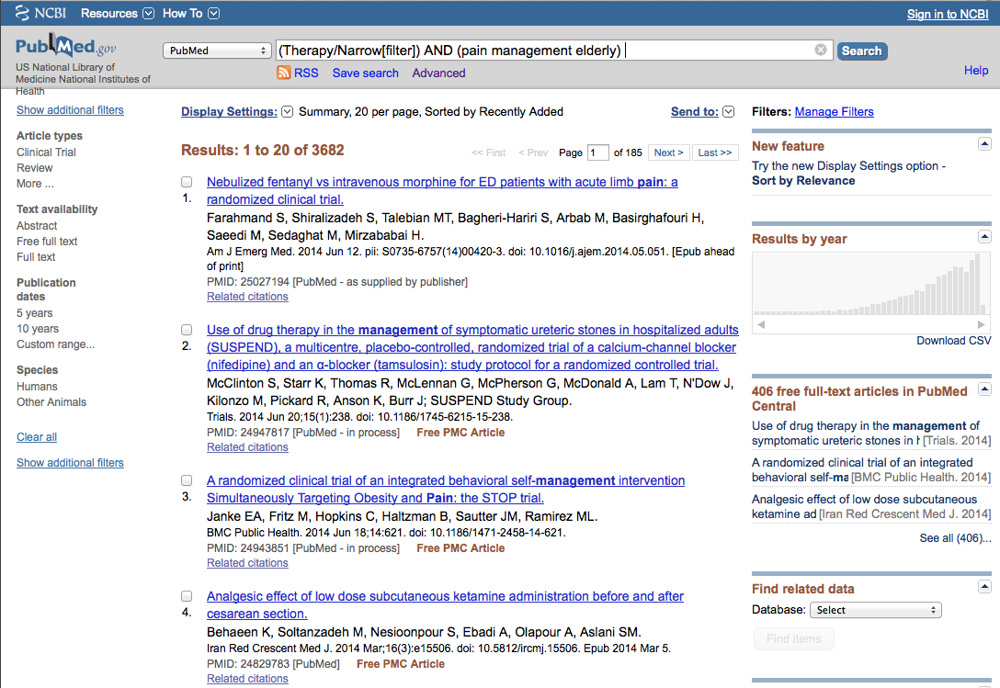 NCBI Resources How To Sign in to NCBI
PubMed.gov
US National Library of
Medicine National Institutes of
Health
PubMed (Therapy/Narrow[filter]) AND (pain management elderly) Search
RSS Save search Advanced Help
Show additional filters
Article types
Clinical Trial
Review
More ...
Text availability
Abstract
Free full text
Full text
Publication
dates
5 years
10 years
Custom range...
Species
Humans
Other Animals
Clear all
Show additional filters
Display Settings: Summary, 20 per page, Sorted by Recently Added Send to:
Results: 1 to 20 of 3682
<< First < Prev Page 1 of 185 Next > Last >>
1. Nebulized fentanyl vs intravenous morphine for ED patients with acute limb pain: a
randomized clinical trial.
Farahmand S, Shiralizadeh S, Talebian MT, Bagheri-Hariri S, Arbab M, Basirghafouri H,
Saeedi M, Sedaghat M, Mirzababai H.
Am J Emerg Med. 2014 Jun 12. pii: S0735-6757(14)00420-3. doi: 10.1016/j.ajem.2014.05.051. [Epub ahead
of print]
PMID: 25027194 [PubMed - as supplied by publisher]
Related citations
2. Use of drug therapy in the management of symptomatic ureteric stones in hospitalized adults
(SUSPEND), a multicentre, placebo-controlled, randomized trial of a calcium-channel blocker
(nifedipine) and an α-blocker (tamsulosin): study protocol for a randomized controlled trial.
McClinton S, Starr K, Thomas R, McLennan G, McPherson G, McDonald A, Lam T, N'Dow J,
Kilonzo M, Pickard R, Anson K, Burr J; SUSPEND Study Group.
Trials. 2014 Jun 20;15(1):238. doi: 10.1186/1745-6215-15-238.
PMID: 24947817 [PubMed - in process] Free PMC Article
Related citations
3. A randomized clinical trial of an integrated behavioral self-management intervention
Simultaneously Targeting Obesity and Pain: the STOP trial.
Janke EA, Fritz M, Hopkins C, Haltzman B, Sautter JM, Ramirez ML.
BMC Public Health. 2014 Jun 18;14:621. doi: 10.1186/1471-2458-14-621.
PMID: 24943851 [PubMed - in process] Free PMC Article
Related citations
4. Analgesic effect of low dose subcutaneous ketamine administration before and after
cesarean section.
Behaeen K, Soltanzadeh M, Nesioonpour S, Ebadi A, Olapour A, Aslani SM.
Iran Red Crescent Med J. 2014 Mar;16(3):e15506. doi: 10.5812/ircmj.15506. Epub 2014 Mar 5.
PMID: 24829783 [PubMed] Free PMC Article
Related citations
Filters: Manage Filters
New feature
Try the new Display Settings option -
Sort by Relevance
Results by year
Download CSV
406 free full-text articles in PubMed
Central
Use of drug therapy in the management of
symptomatic ureteric stones in h [Trials. 2014]
A randomized clinical trial of an integrated
behavioral self-ma [BMC Public Health. 2014]
Analgesic effect of low dose subcutaneous
ketamine ad [Iran Red Crescent Med J. 2014]
See all (406)...
Find related data
Database: Select
Find items